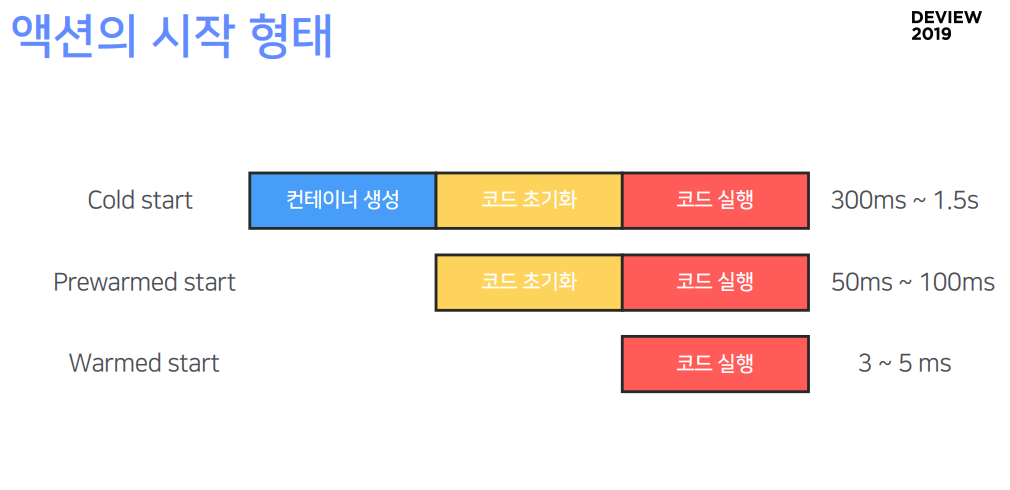 액션의 시작 형태
DEVIEW
2019
Cold start 컨테이너 생성 코드 초기화 코드 실행 300ms ~ 1.5s
Prewarmed start 코드 초기화 코드 실행 50ms ~ 100ms
Warmed start 코드 실행 3 ~ 5 ms